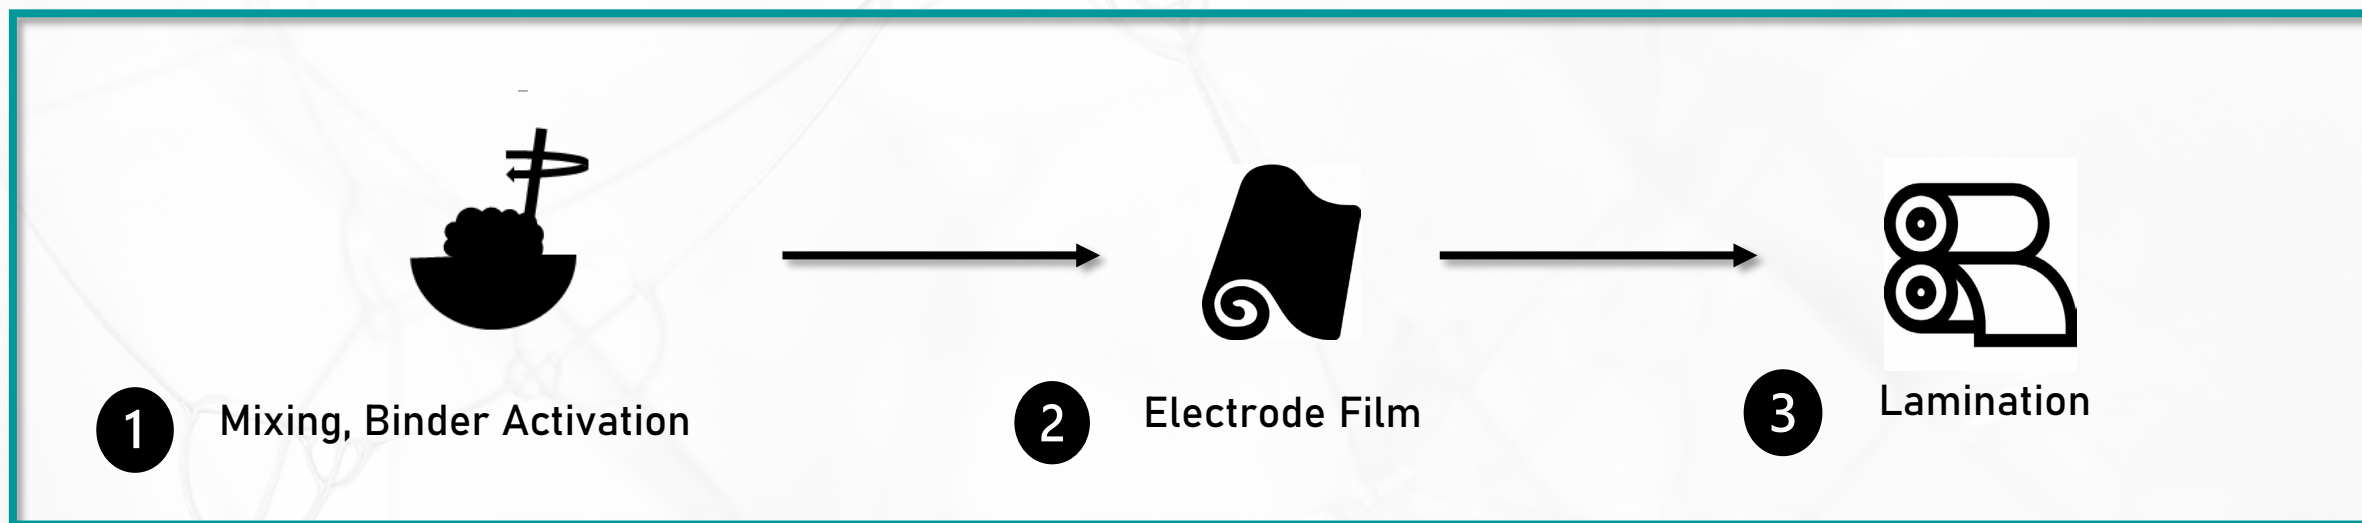 1 Mixing, Binder Activation
2 Electrode Film
3 Lamination